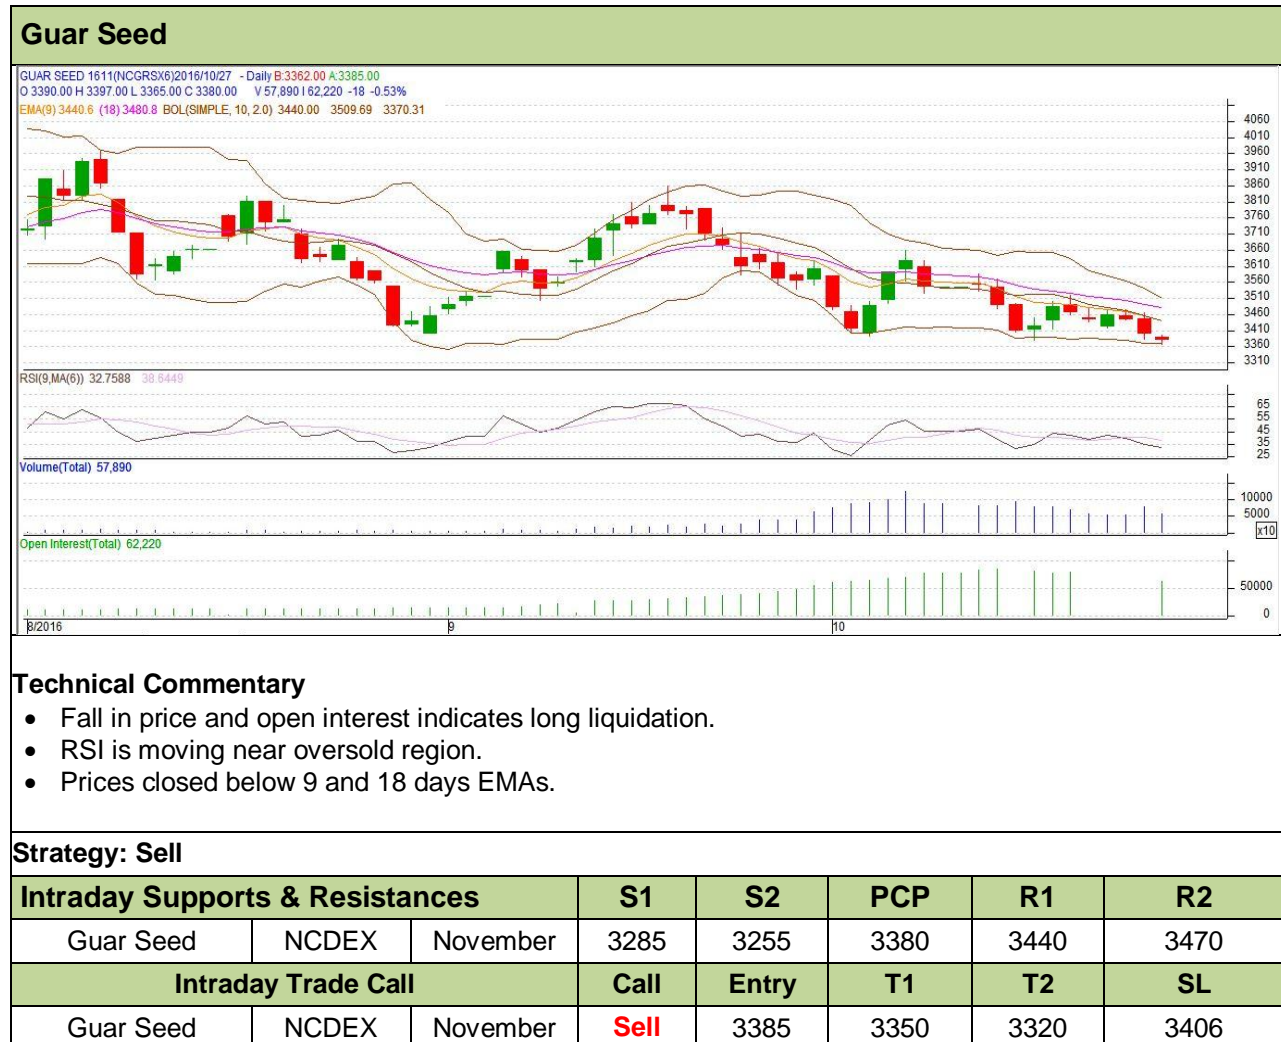 Guar Seed
GUAR SEED 1611(NCGRSX6)2016/10/27 - Daily B:3362.00 A:3385.00
O 3390.00 H 3397.00 L 3365.00 C 3380.00 V 57,890 I 62,220 -18 -0.53%
EMA(9) 3440.6 (18) 3480.8 BOL(SIMPLE, 10, 2.0) 3440.00 3509.69 3370.31
4060
4010
3960
3910
3860
3810
3760
3710
3660
3610
3560
3510
3460
3410
3360
3310
RSI(9,MA(6)) 32.7588 38.6449
65
55
45
35
25
Volume(Total) 57,890
10000
5000
x10
Open Interest(Total) 62,220
50000
0
8/2016 9 10
Technical Commentary
• Fall in price and open interest indicates long liquidation.
• RSI is moving near oversold region.
• Prices closed below 9 and 18 days EMAs.
Strategy: Sell
Intraday Supports & Resistances S1 S2 PCP R1 R2
Guar Seed NCDEX November 3285 3255 3380 3440 3470
Intraday Trade Call Call Entry T1 T2 SL
Guar Seed NCDEX November Sell 3385 3350 3320 3406